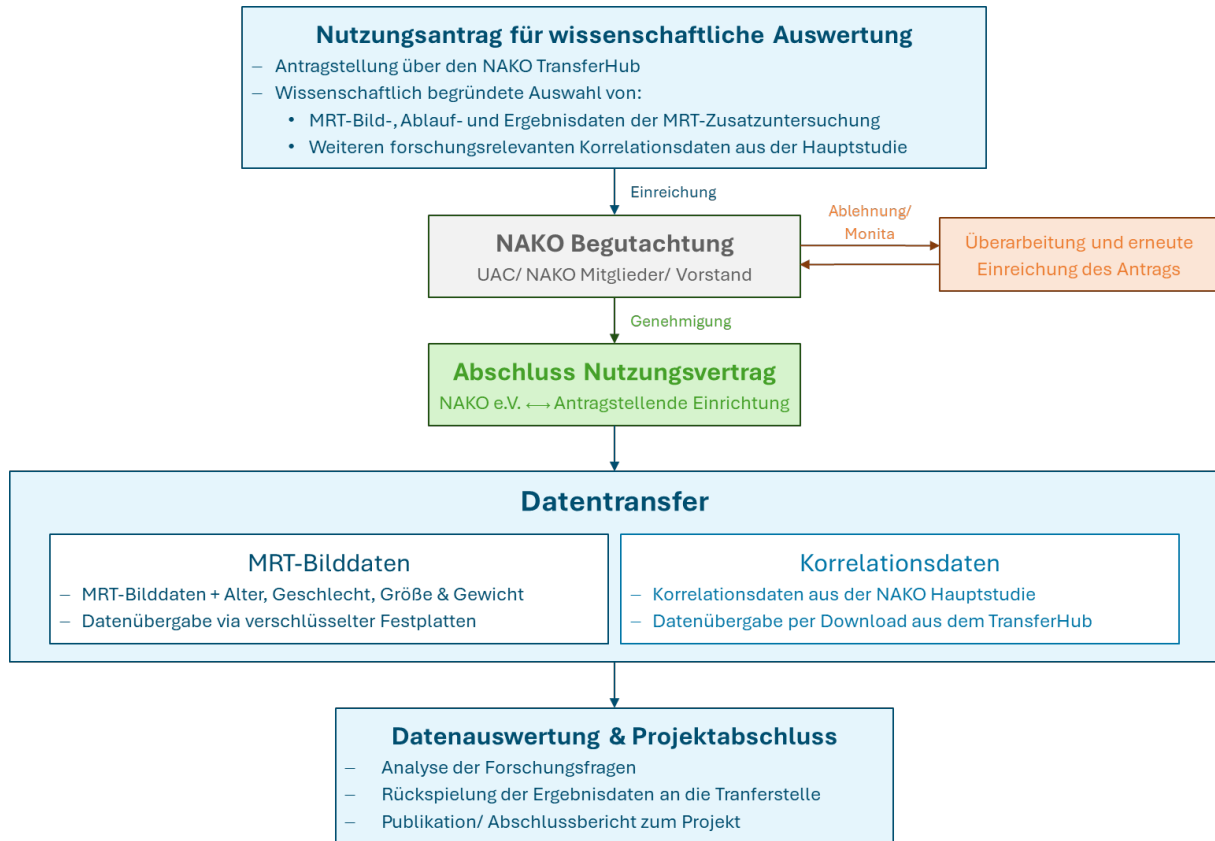 Nutzungsantrag für wissenschaftliche Auswertung
– Antragstellung über den NAKO TransferHub
– Wissenschaftlich begründete Auswahl von:
• MRT-Bild-, Ablauf- und Ergebnisdaten der MRT-Zusatzuntersuchung
• Weiteren forschungsrelevanten Korrelationsdaten aus der Hauptstudie
Einreichung
NAKO Begutachtung
UAC/ NAKO Mitglieder/ Vorstand
Ablehnung/
Monita
Überarbeitung und erneute
Einreichung des Antrags
Genehmigung
Abschluss Nutzungsvertrag
NAKO e.V. ⟷ Antragstellende Einrichtung
Datentransfer
MRT-Bilddaten
– MRT-Bilddaten + Alter, Geschlecht, Größe & Gewicht
– Datenübergabe via verschlüsselter Festplatten
Korrelationsdaten
– Korrelationsdaten aus der NAKO Hauptstudie
– Datenübergabe per Download aus dem TransferHub
Datenauswertung & Projektabschluss
– Analyse der Forschungsfragen
– Rückspielung der Ergebnisdaten an die Tranferstelle
– Publikation/ Abschlussbericht zum Projekt